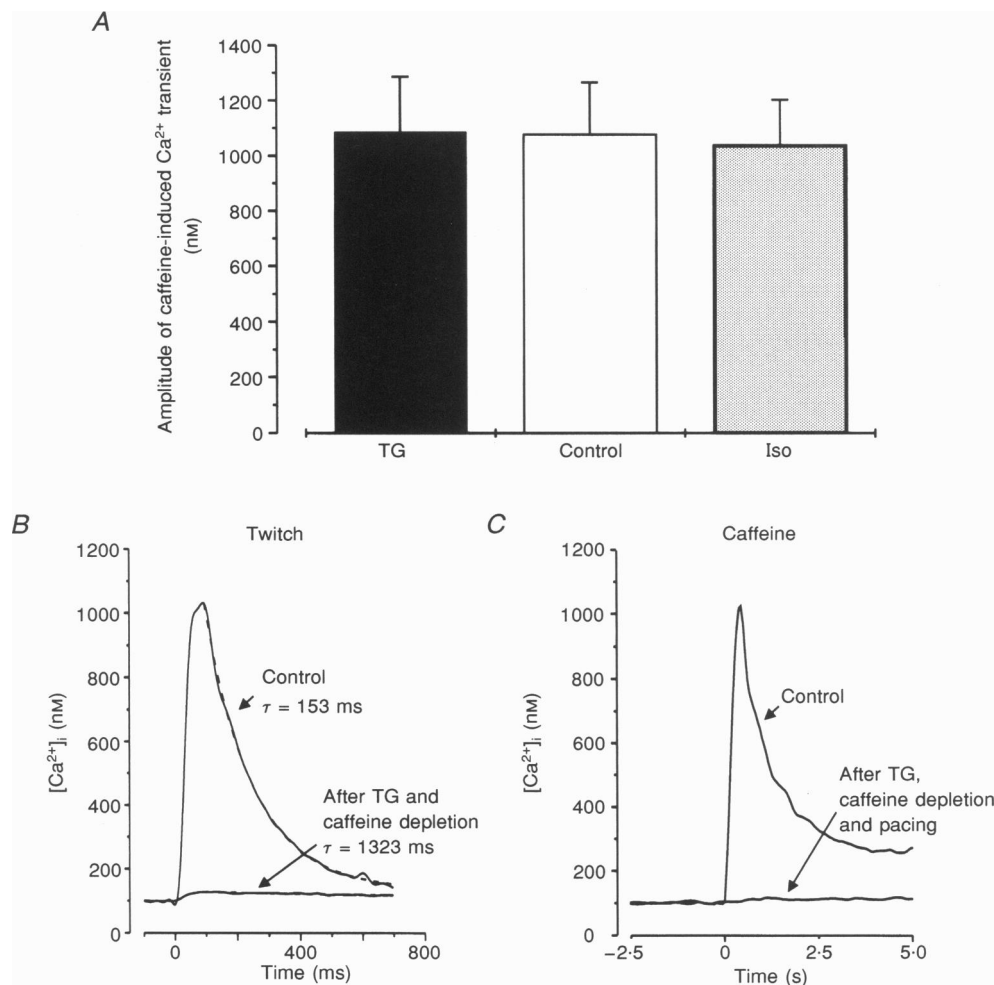 A
Amplitude of caffeine-induced Ca²⁺ transient
(nM)
1400
1200
1000
800
600
400
200
0
TG
Control
Iso
B
Twitch
[Ca²⁺]ᵢ (nM)
1200
1000
800
600
400
200
0
Control
τ = 153 ms
After TG and
caffeine depletion
τ = 1323 ms
0
400
800
Time (ms)
C
Caffeine
[Ca²⁺]ᵢ (nM)
1200
1000
800
600
400
200
0
Control
After TG,
caffeine depletion
and pacing
−2·5
0
2·5
5·0
Time (s)